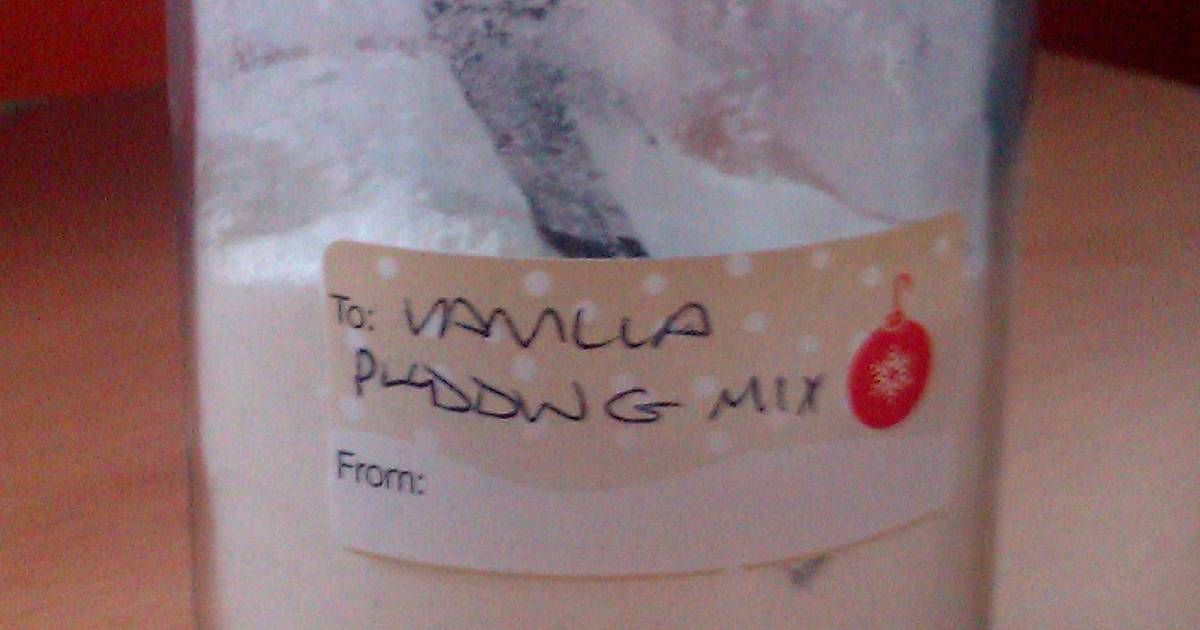 To: VANILLA
PUDDING MIX
From: